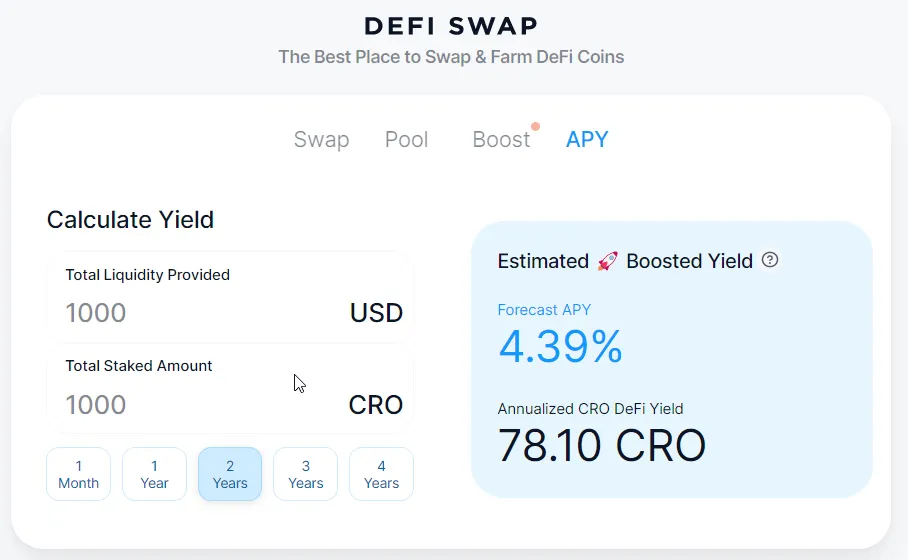 DEFI SWAP
The Best Place to Swap & Farm DeFi Coins
Swap Pool Boost APY
Calculate Yield
Total Liquidity Provided
1000 USD
Total Staked Amount
1000 CRO
1 Month
1 Year
2 Years
3 Years
4 Years
Estimated 🚀 Boosted Yield ?
Forecast APY
4.39%
Annualized CRO DeFi Yield
78.10 CRO